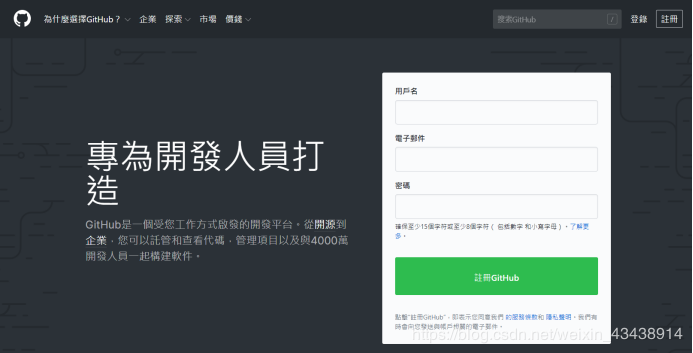 為什麼選擇GitHub？ 企業 探索 市場 價錢 搜索GitHub / 登錄 註冊
專為開發人員打
造
GitHub是一個受您工作方式啟發的開發平台。從開源到
企業，您可以託管和查看代碼，管理項目以及與4000萬
開發人員一起構建軟件。
用戶名
電子郵件
密碼
確保至少15個字符或至少8個字符（ 包括數字 和小寫字母）。了解更
多。
註冊GitHub
點擊“註冊GitHub”，即表示您同意我們 的服務條款和 隱私聲明。我們有
時會向您發送與帳戶相關的電子郵件。
https://blog.csdn.net/weixin_43438914